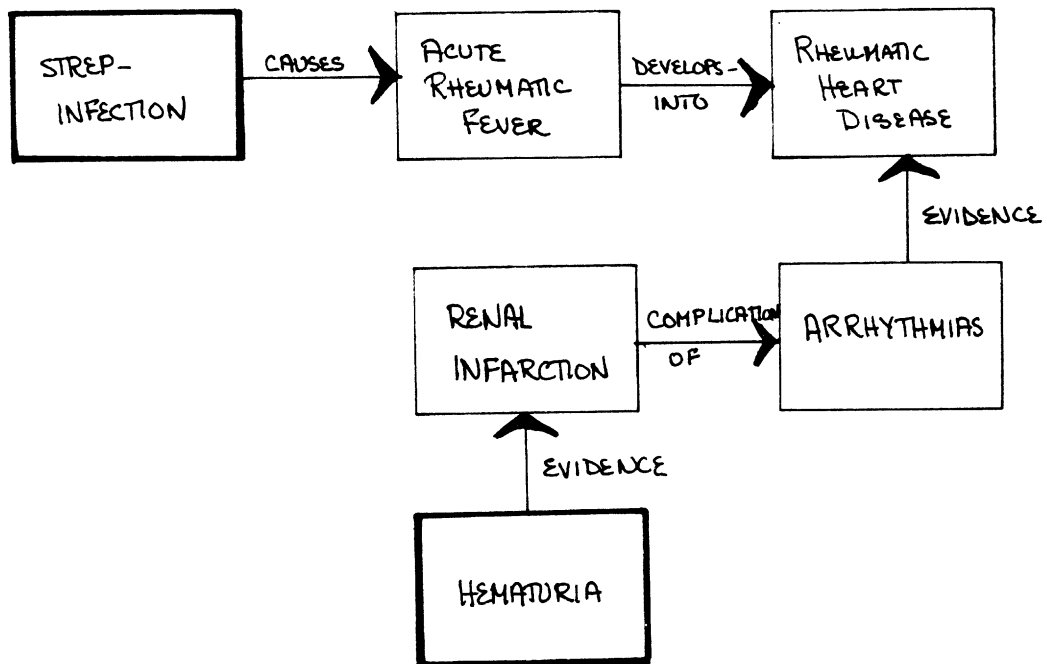 STREP-
INFECTION
CAUSES
ACUTE
RHEUMATIC
FEVER
DEVELOPS-
INTO
RHEUMATIC
HEART
DISEASE
EVIDENCE
RENAL
INFARCTION
COMPLICATION
OF
ARRHYTHMIAS
EVIDENCE
HEMATURIA